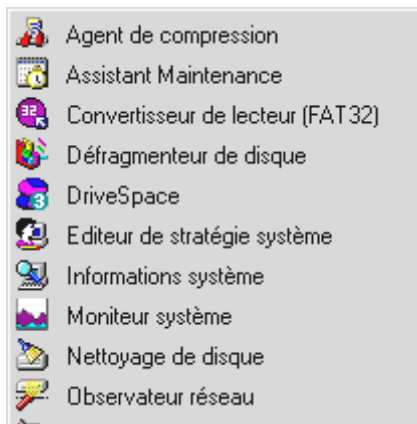 Agent de compression
Assistant Maintenance
Convertisseur de lecteur (FAT32)
Défragmenteur de disque
DriveSpace
Editeur de stratégie système
Informations système
Moniteur système
Nettoyage de disque
Observateur réseau